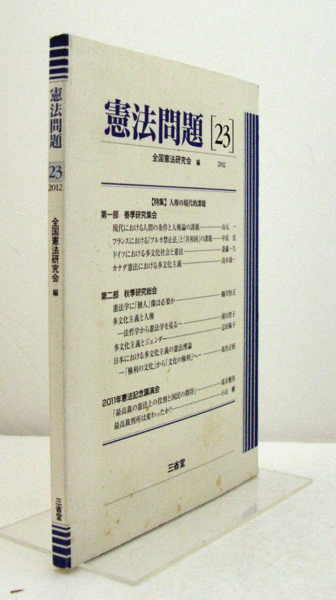 憲法問題
23
2012
全国憲法研究会 編
三省堂
憲法問題 [23]
全国憲法研究会 編 2012
【特集】人権の現代的課題
第一部 春季研究集会
現代における人間の条件と人権論の課題
フランスにおける「ブルカ禁止法」と「共和国」の課題
ドイツにおける多文化社会と憲法
カナダ憲法における多文化主義
第二部 秋季研究総会
憲法学に「個人」像は必要か
多文化主義と人権
―法哲学から憲法学を見る―
多文化主義とジェンダー
日本における多文化主義の憲法理論
―「権利の文化」から「文化の権利」へ―
2011年憲法記念講演会
「最高裁の憲法上の役割と国民の期待」
最高裁判所は変わったか
三省堂